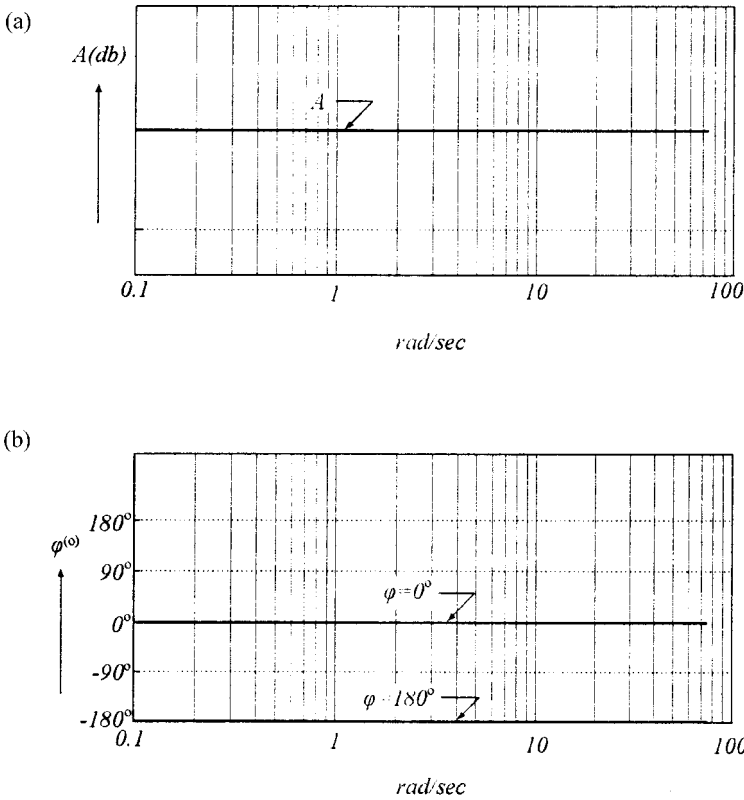 (a)
A(db)
A
0.1 1 10 100
rad/sec
(b)
180°
φ(o)
90°
φ=0°
0°
-90°
φ=180°
-180°
0.1 1 10 100
rad/sec